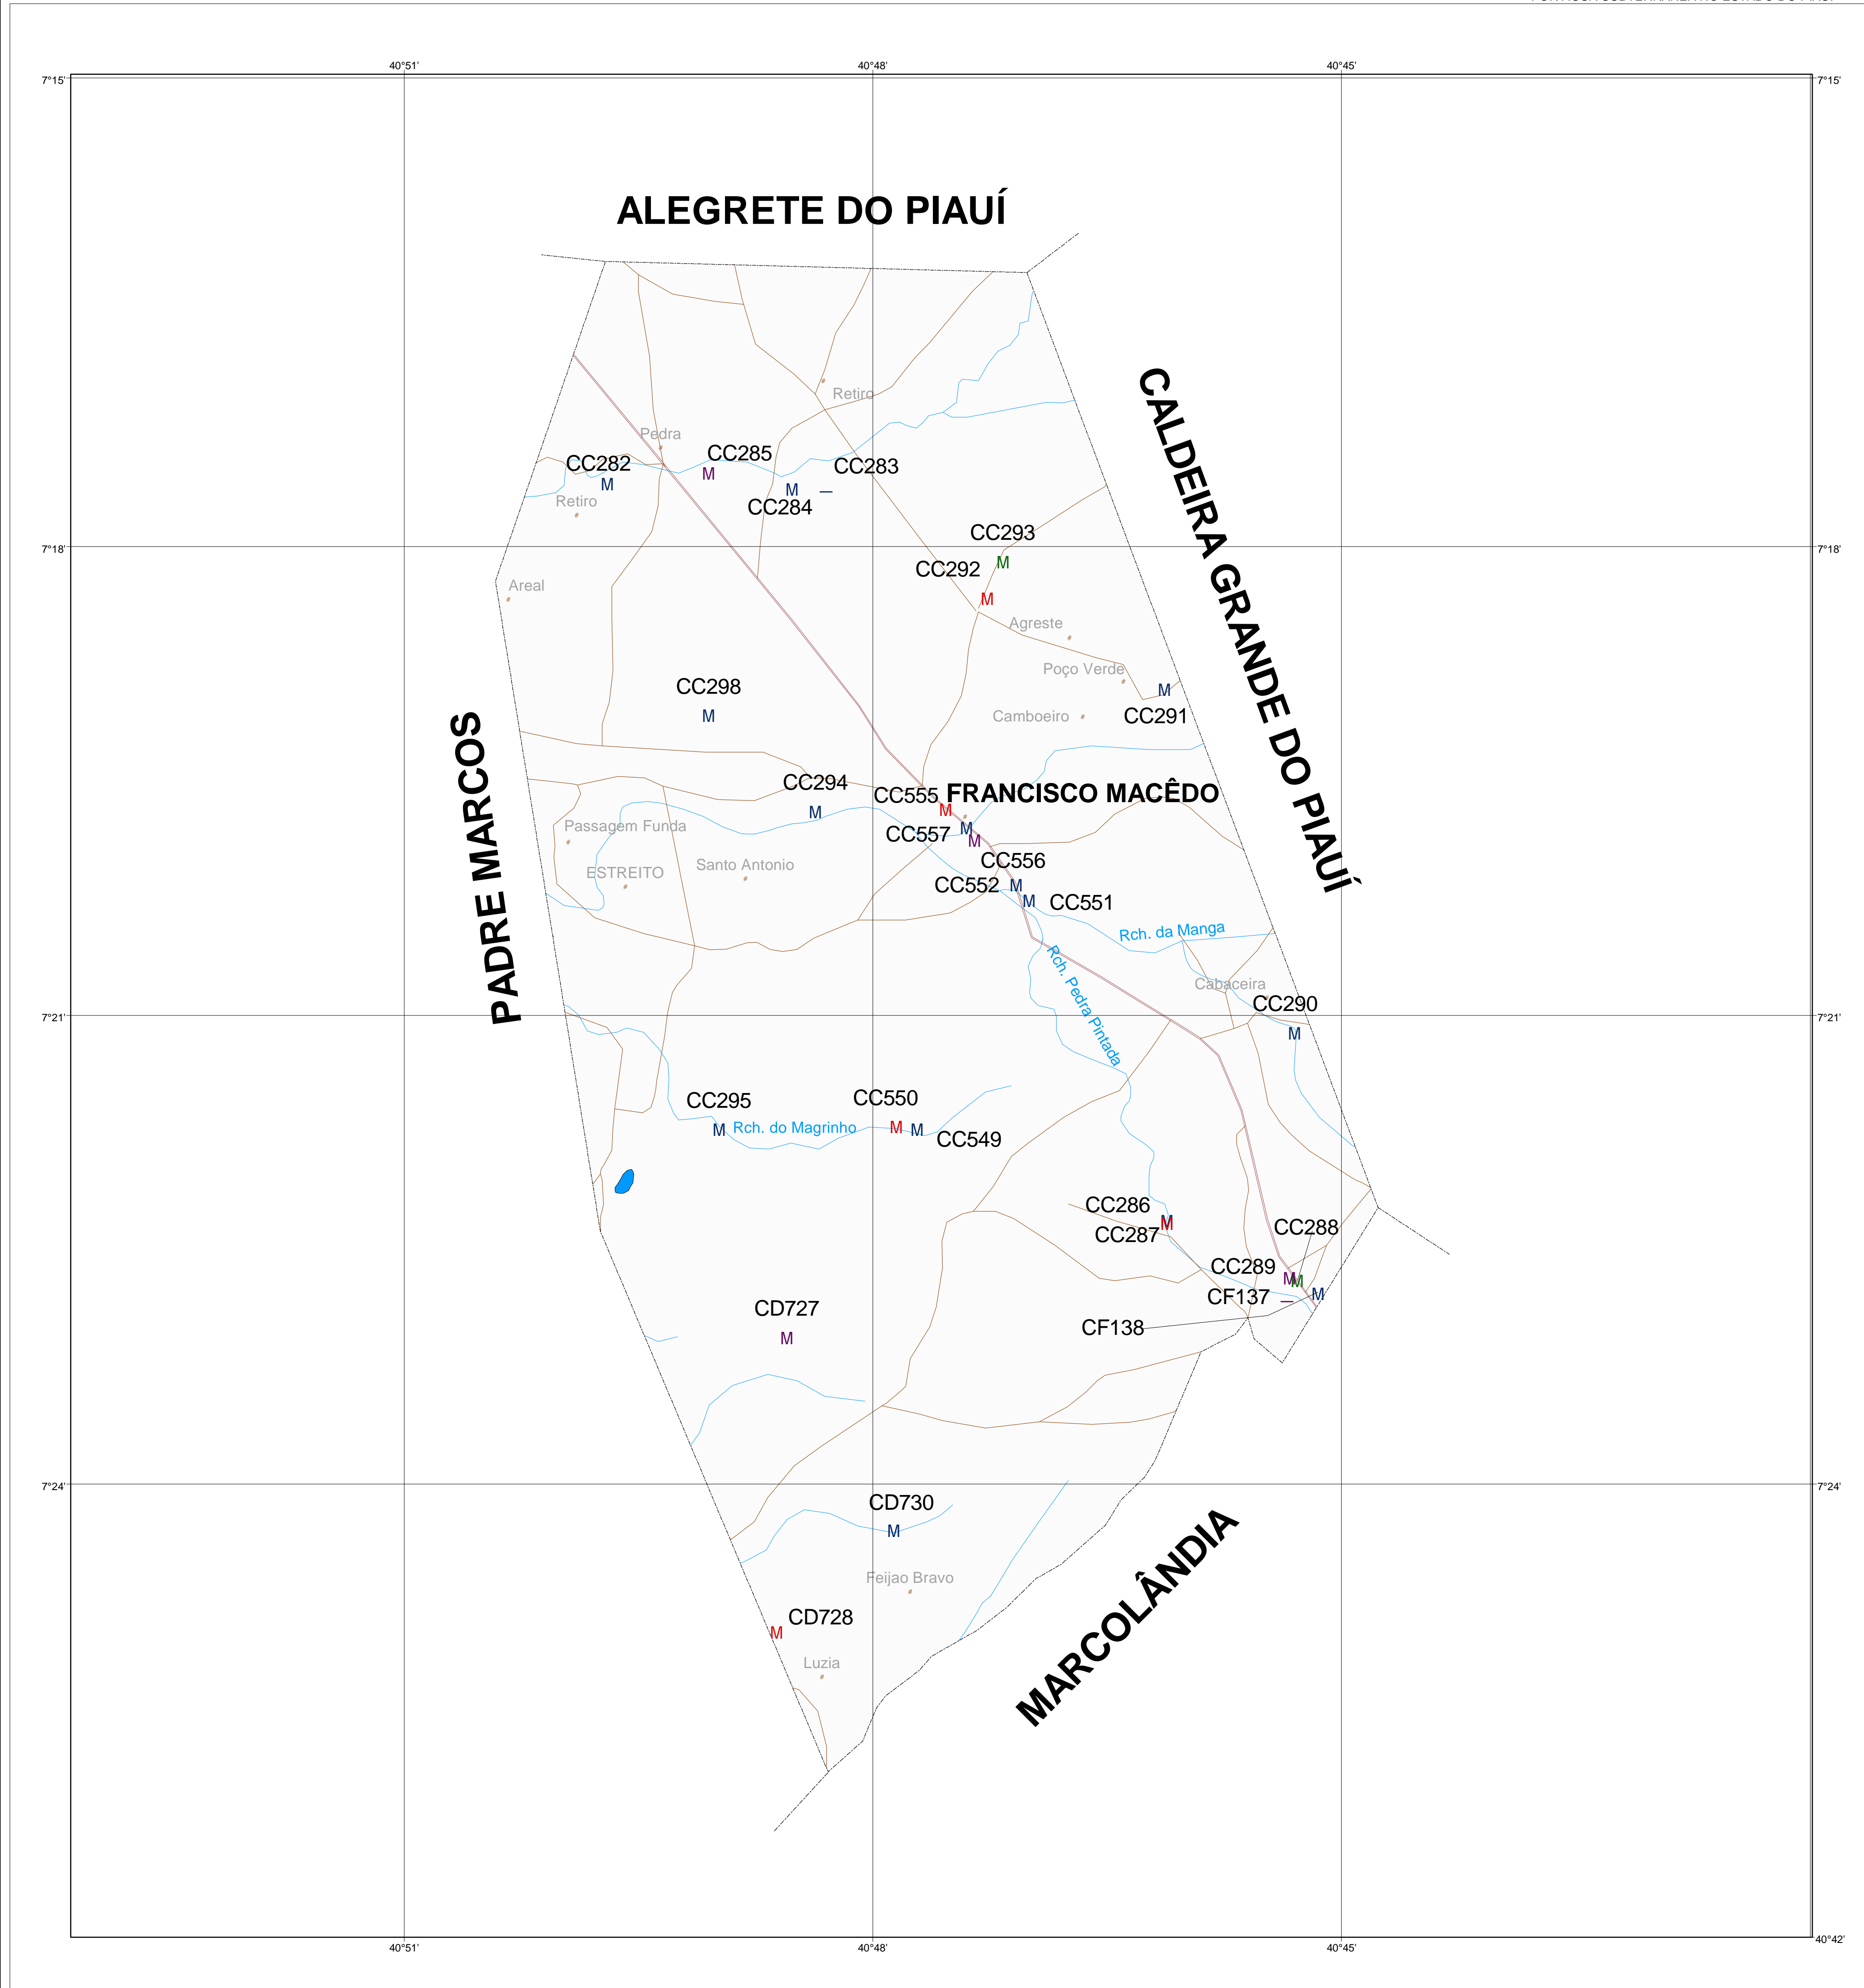 40°51' 40°48' 40°45'
7°15' 7°15'
ALEGRETE DO PIAUÍ
CALDEIRA GRANDE DO PIAUÍ
Retiro
Pedra
CC285
CC282
CC283
M
M
M
Retiro
CC284
CC293
7°18' 7°18'
M
CC292
Areal
M
Agreste
Poço Verde
CC298
M
M
Camboeiro
CC291
PADRE MARCOS
CC294
CC555
FRANCISCO MACÊDO
M
M
Passagem Funda
M
CC557
M
CC556
Santo Antonio
ESTREITO
CC552
M
M
CC551
Rch. da Manga
Rch. Pedra Pintada
Cabaceira
CC290
7°21' 7°21'
M
CC295
CC550
M
Rch. do Magrinho
M
M
CC549
CC286
M
M
CC287
CC288
CC289
M
M
CF137
M
CD727
CF138
M
7°24' 7°24'
CD730
M
MARCOLÂNDIA
Feijao Bravo
CD728
M
Luzia
40°51' 40°48' 40°45' 40°42'